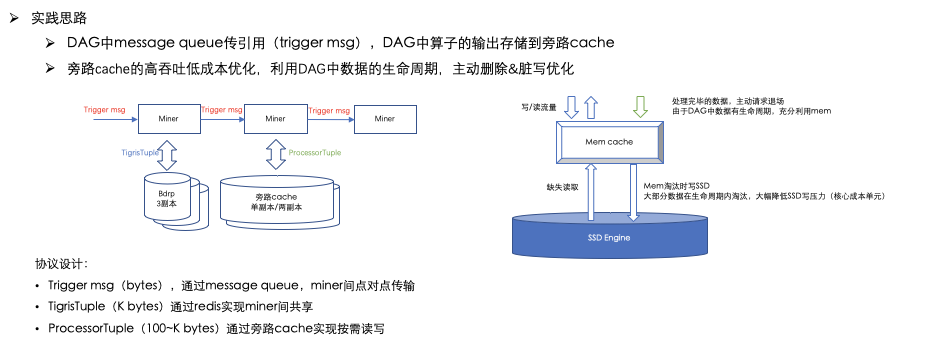 实践思路
DAG中message queue传引用（trigger msg），DAG中算子的输出存储到旁路cache
旁路cache的高吞吐低成本优化，利用DAG中数据的生命周期，主动删除&脏写优化
Trigger msg
Miner
Trigger msg
Miner
Trigger msg
Miner
TigrisTuple
ProcessorTuple
Bdrp
3副本
旁路cache
单副本/两副本
写/读流量
处理完毕的数据，主动请求退场
由于DAG中数据有生命周期，充分利用mem
Mem cache
缺失读取
Mem淘汰时写SSD
大部分数据在生命周期内淘汰，大幅降低SSD写压力（核心成本单元）
SSD Engine
协议设计：
• Trigger msg（bytes），通过message queue，miner间点对点传输
• TigrisTuple（K bytes）通过redis实现miner间共享
• ProcessorTuple（100~K bytes）通过旁路cache实现按需读写